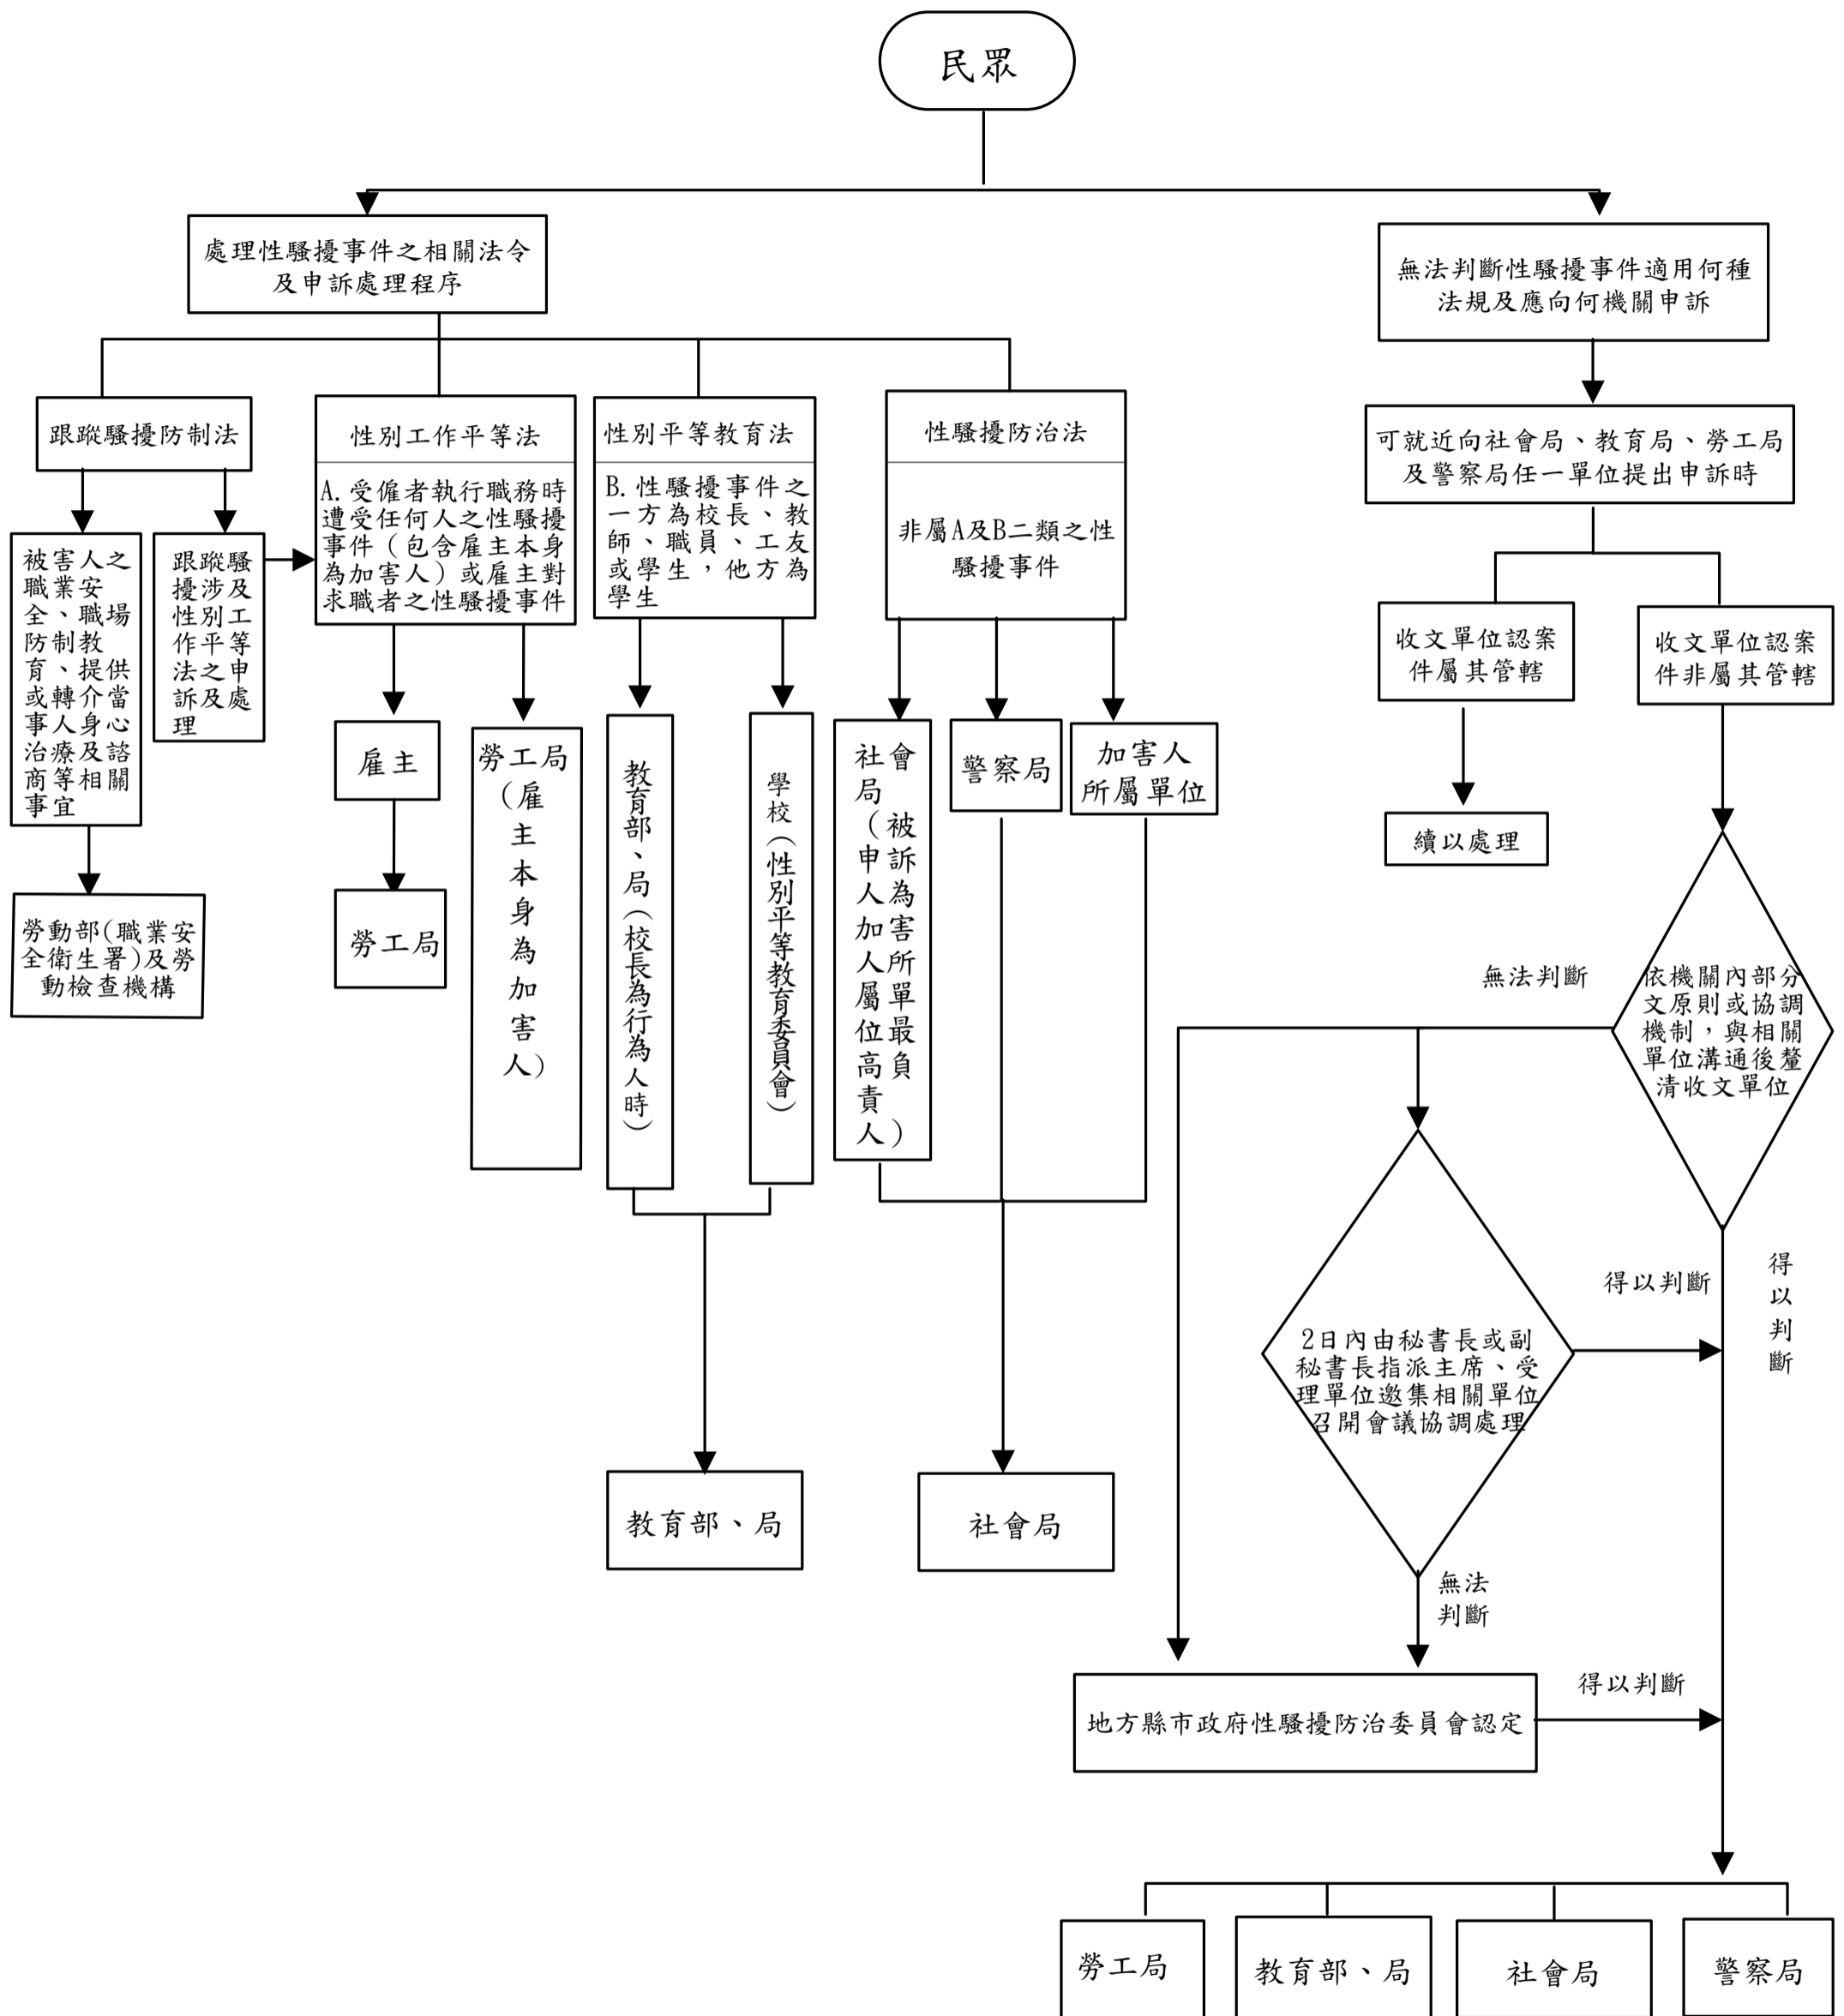 民眾
處理性騷擾事件之相關法令
及申訴處理程序
無法判斷性騷擾事件適用何種
法規及應向何機關申訴
跟蹤騷擾防制法
性別工作平等法
A.受僱者執行職務時
遭受任何人之性騷擾
事件（包含雇主本身
為加害人）或雇主對
求職者之性騷擾事件
性別平等教育法
B.性騷擾事件之
一方為校長、教
師、職員、工友
或學生，他方為
學生
性騷擾防治法
非屬A及B二類之性
騷擾事件
可就近向社會局、教育局、勞工局
及警察局任一單位提出申訴時
被害人之
職業安
全、職場
防制教
育、提供
或轉介當
事人身心
治療及諮
商等相關
事宜
跟蹤騷
擾涉及
性別工
作平等
法之申
訴及處
理
收文單位認案
件屬其管轄
收文單位認案
件非屬其管轄
雇主
勞工局
（雇
主
本
身
為
加
害
人）
教育部、局（校長為行為人時）
學校（性別平等教育委員會）
社會
局
（被
申訴
人為
加害
人所
屬單
位最
高負
責
人）
警察局
加害人
所屬單位
續以處理
勞動部(職業安
全衛生署)及勞
動檢查機構
勞工局
無法判斷
依機關內部分
文原則或協調
機制，與相關
單位溝通後釐
清收文單位
得以判斷
得
以
判
斷
2日內由秘書長或副
秘書長指派主席、受
理單位邀集相關單位
召開會議協調處理
教育部、局
社會局
無法
判斷
地方縣市政府性騷擾防治委員會認定
得以判斷
勞工局
教育部、局
社會局
警察局